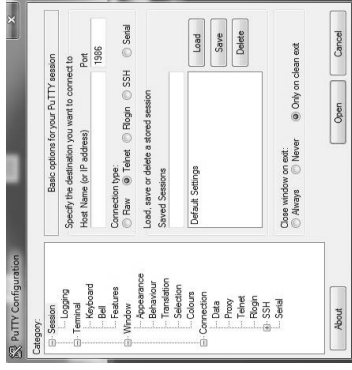 PuTTY Configuration
Category:
Session
Logging
Terminal
Keyboard
Bell
Features
Window
Appearance
Behaviour
Translation
Selection
Colours
Connection
Data
Proxy
Telnet
Rlogin
SSH
Serial
Basic options for your PuTTY session
Specify the destination you want to connect to
Host Name (or IP address) Port
1986
Connection type:
Raw Telnet Rlogin SSH Serial
Load, save or delete a stored session
Saved Sessions
Default Settings
Load
Save
Delete
Close window on exit:
Always Never Only on clean exit
About Open Cancel